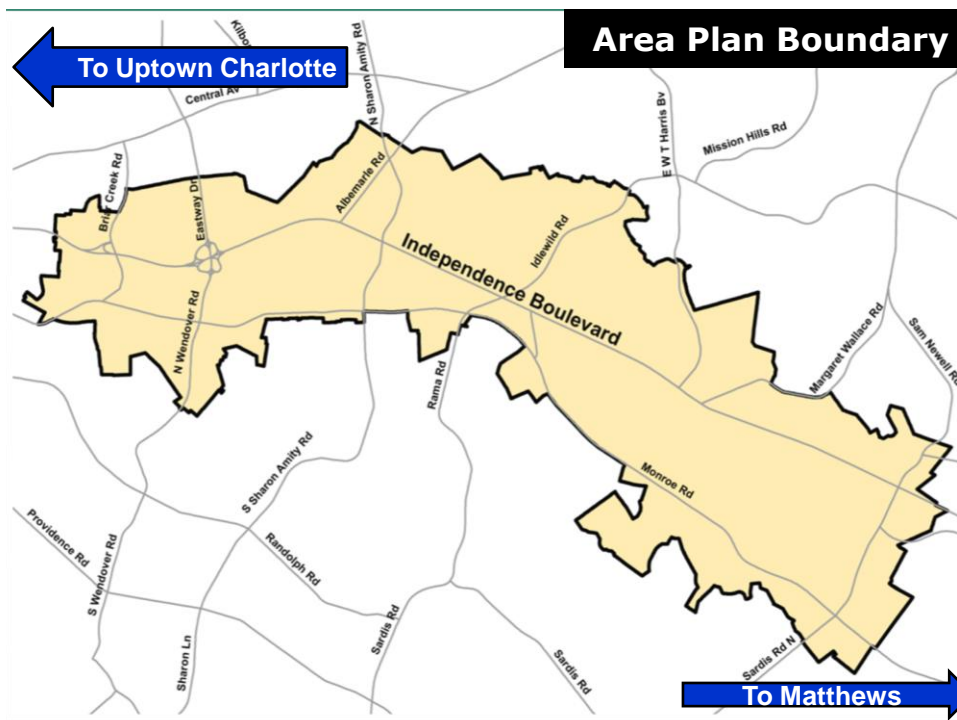 Area Plan Boundary
To Uptown Charlotte
Central Av
N Sharon Amity Rd
E W T Harris Bv
Mission Hills Rd
Briar Creek Rd
Eastway Dr
Albemarle Rd
Idlewild Rd
Independence Boulevard
N Wendover Rd
Rama Rd
Margaret Wallace Rd
Sam Newell Rd
S Sharon Amity Rd
Monroe Rd
Providence Rd
S Wendover Rd
Randolph Rd
Sharon Ln
Sardis Rd
Sardis Rd
Sardis Rd N
To Matthews